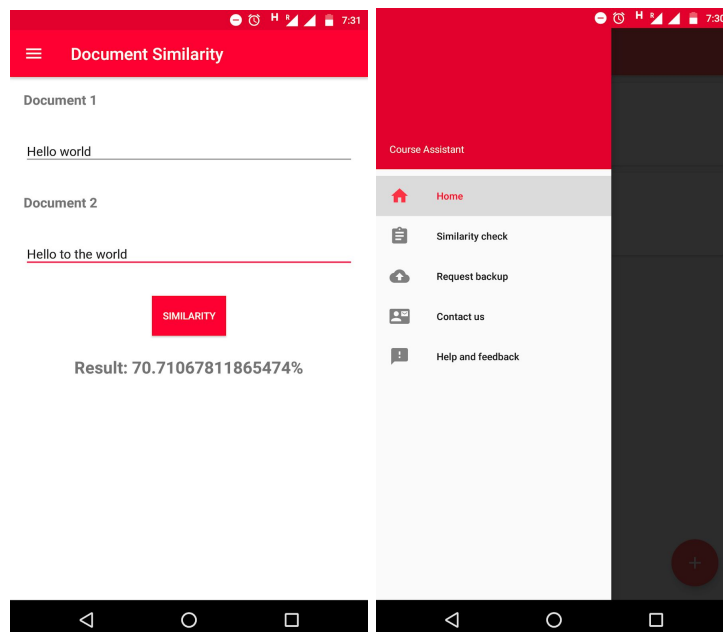 H R 7:31
Document Similarity
Document 1
Hello world
Document 2
Hello to the world
SIMILARITY
Result: 70.71067811865474%
H R 7:30
Course Assistant
Home
Similarity check
Request backup
Contact us
Help and feedback